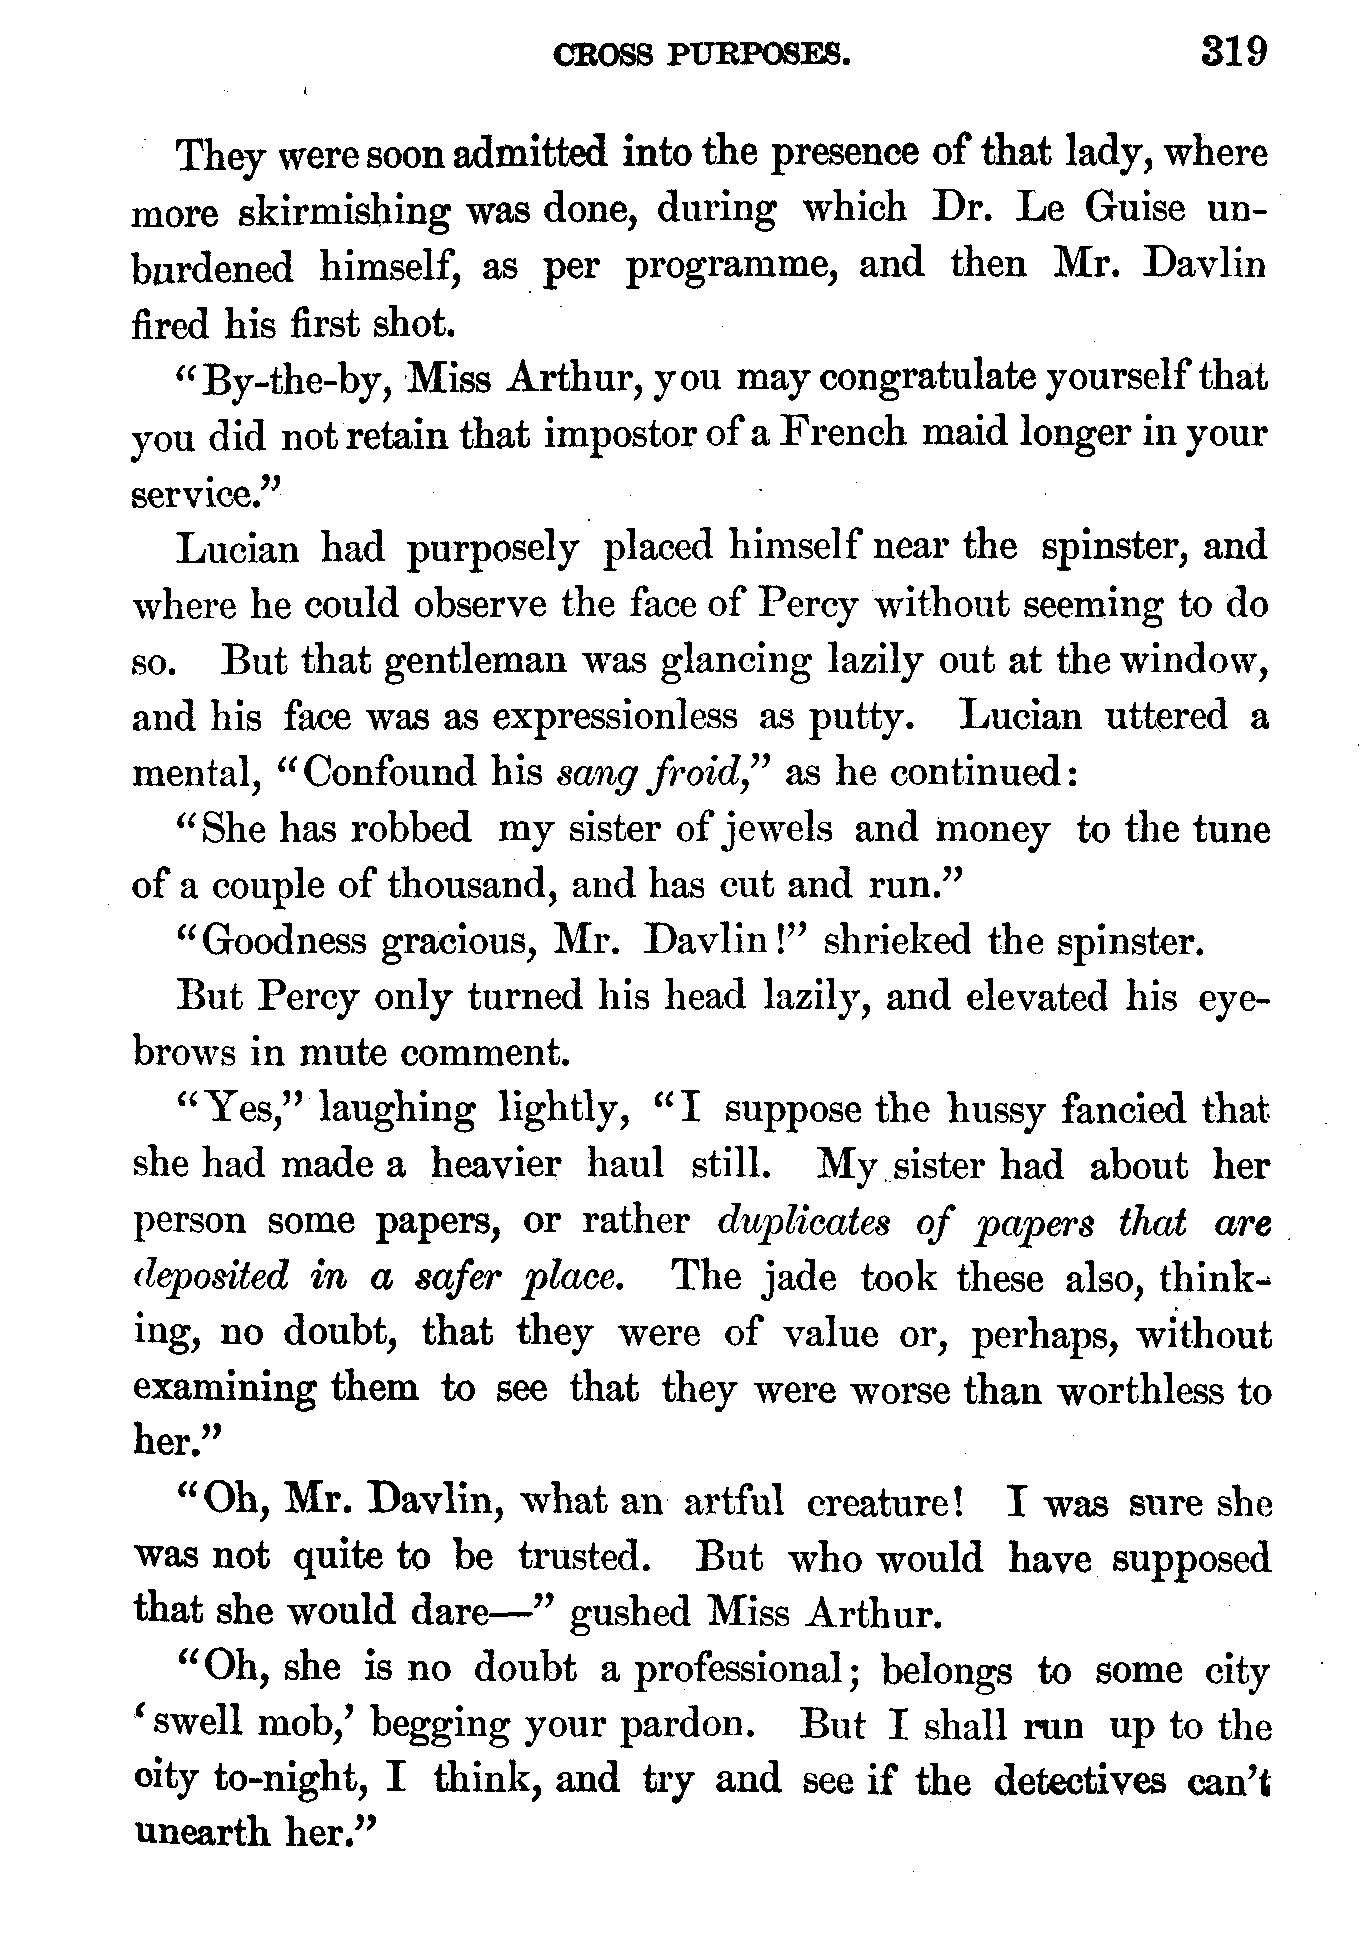 CROSS PURPOSES. 319
They were soon admitted into the presence of that lady, where
more skirmishing was done, during which Dr. Le Guise un-
burdened himself, as per programme, and then Mr. Davlin
fired his first shot.
“By-the-by, Miss Arthur, you may congratulate yourself that
you did not retain that impostor of a French maid longer in your
service.”
Lucian had purposely placed himself near the spinster, and
where he could observe the face of Percy without seeming to do
so. But that gentleman was glancing lazily out at the window,
and his face was as expressionless as putty. Lucian uttered a
mental, “Confound his sang froid,” as he continued:
“She has robbed my sister of jewels and money to the tune
of a couple of thousand, and has cut and run.”
“Goodness gracious, Mr. Davlin!” shrieked the spinster.
But Percy only turned his head lazily, and elevated his eye-
brows in mute comment.
“Yes,” laughing lightly, “I suppose the hussy fancied that
she had made a heavier haul still. My sister had about her
person some papers, or rather duplicates of papers that are
deposited in a safer place. The jade took these also, think-
ing, no doubt, that they were of value or, perhaps, without
examining them to see that they were worse than worthless to
her.”
“Oh, Mr. Davlin, what an artful creature! I was sure she
was not quite to be trusted. But who would have supposed
that she would dare—” gushed Miss Arthur.
“Oh, she is no doubt a professional; belongs to some city
‘swell mob,’ begging your pardon. But I shall run up to the
city to-night, I think, and try and see if the detectives can’t
unearth her.”